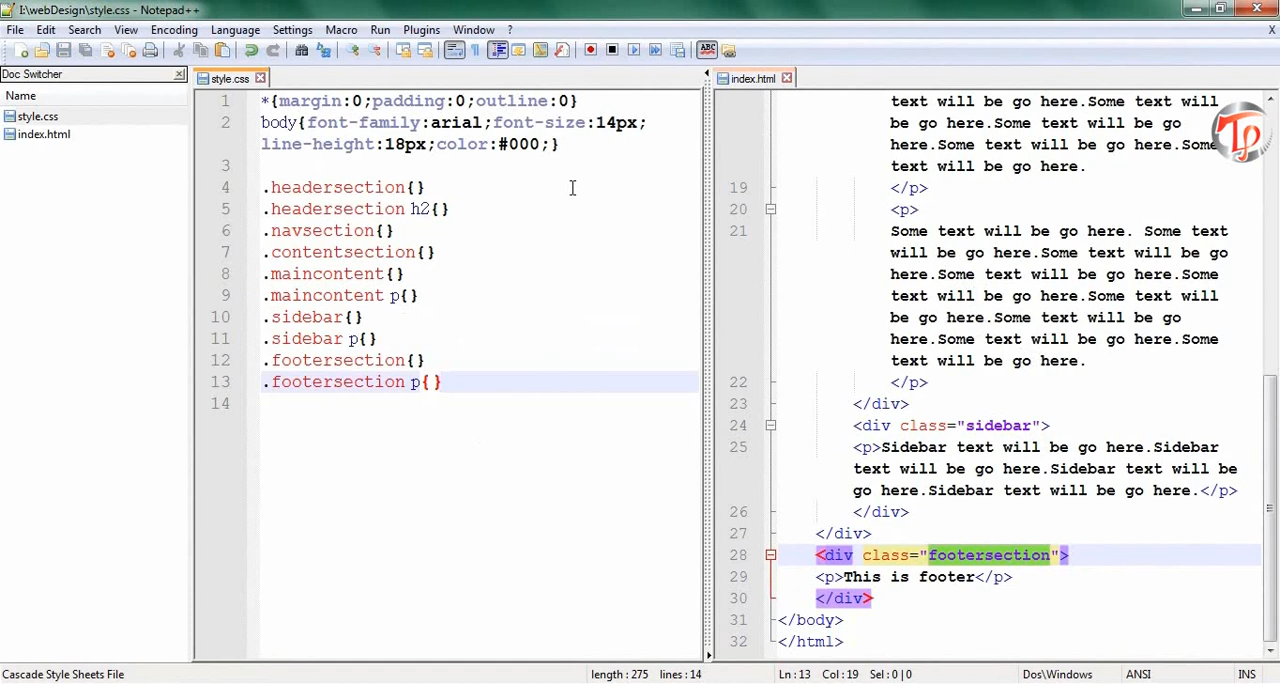 I:\webDesign\style.css - Notepad++
File Edit Search View Encoding Language Settings Macro Run Plugins Window ? X
Doc Switcher
Name
style.css
index.html
style.css
1 *{margin:0;padding:0;outline:0}
2 body{font-family:arial;font-size:14px;
line-height:18px;color:#000;}
3
4 .headersection{}
5 .headersection h2{}
6 .navsection{}
7 .contentsection{}
8 .maincontent{}
9 .maincontent p{}
10 .sidebar{}
11 .sidebar p{}
12 .footersection{}
13 .footersection p{}
14
index.html
text will be go here.Some text will
be go here.Some text will be go
here.Some text will be go here.Some
text will be go here.
19 </p>
20 <p>
21 Some text will be go here. Some text
will be go here.Some text will be go
here.Some text will be go here.Some
text will be go here.Some text will
be go here.Some text will be go
here.Some text will be go here.Some
text will be go here.
22 </p>
23 </div>
24 <div class="sidebar">
25 <p>Sidebar text will be go here.Sidebar
text will be go here.Sidebar text will be
go here.Sidebar text will be go here.</p>
26 </div>
27 </div>
28 <div class="footersection">
29 <p>This is footer</p>
30 </div>
31 </body>
32 </html>
Tp
Cascade Style Sheets File length : 275 lines : 14 Ln : 13 Col : 19 Sel : 0 | 0 Dos\Windows ANSI INS